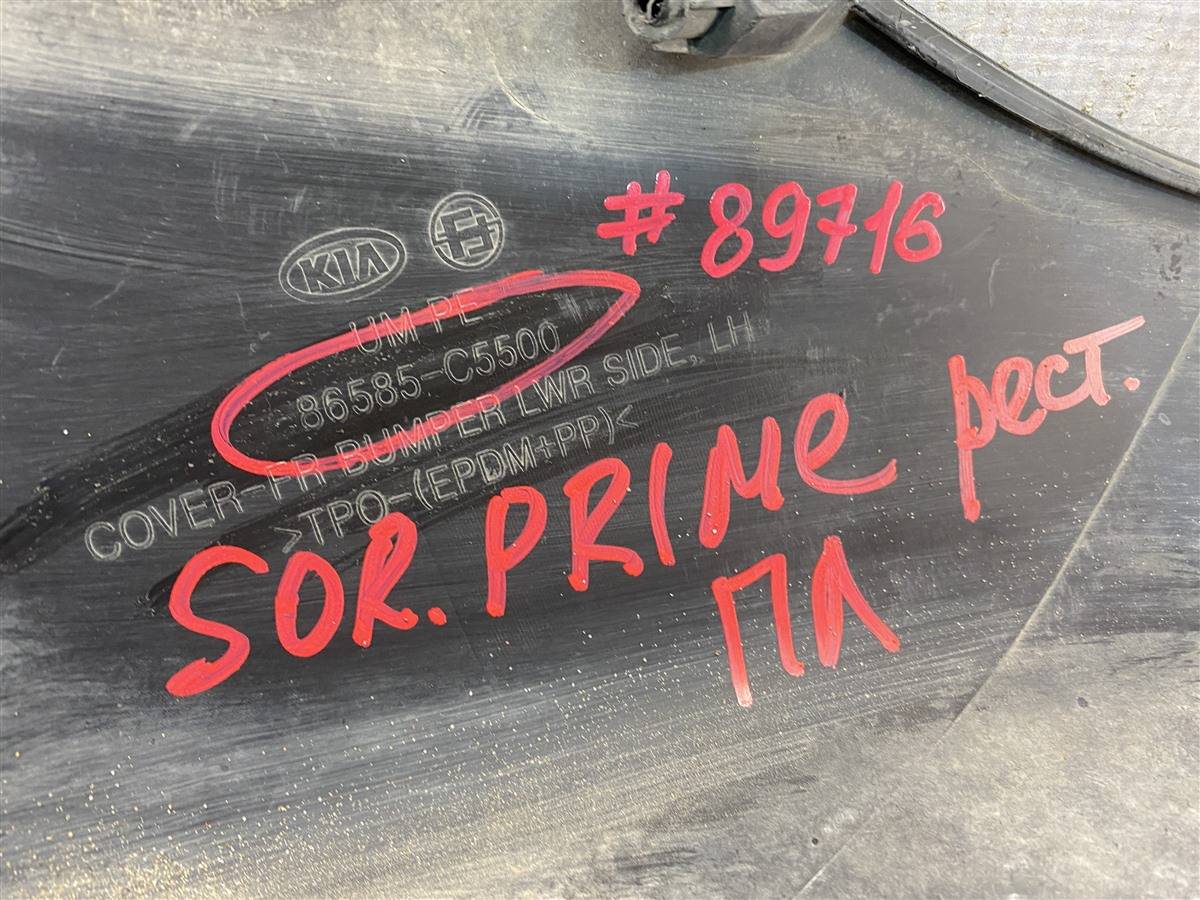 #89716
KIA
UM PE
86585-C5500
COVER-FR BUMPER LWR SIDE, LH
>TPO-(EPDM+PP)<
SOR. PRIMe рест.
ПЛ